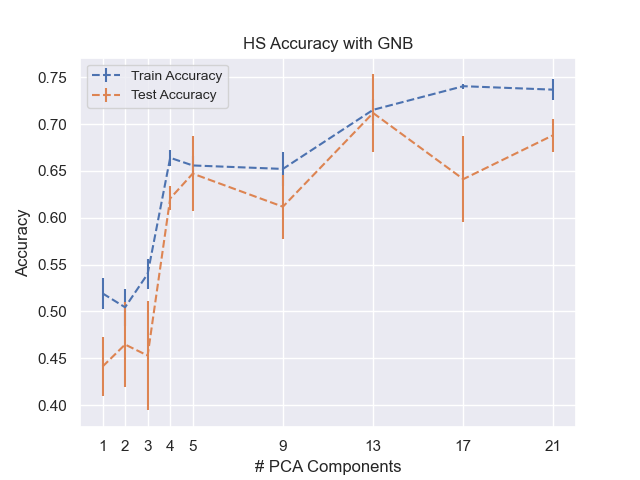 HS Accuracy with GNB
Train Accuracy
Test Accuracy
0.75
0.70
0.65
0.60
0.55
0.50
0.45
0.40
Accuracy
1 2 3 4 5 9 13 17 21
# PCA Components